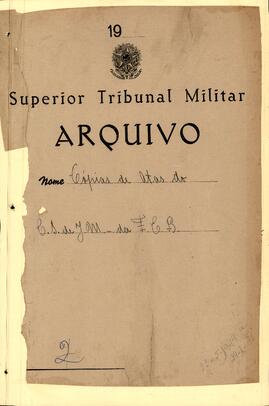 19
Superior Tribunal Militar
ARQUIVO
Nome Cópias de Atas do
C. S. de J M - da F. E. B.
2